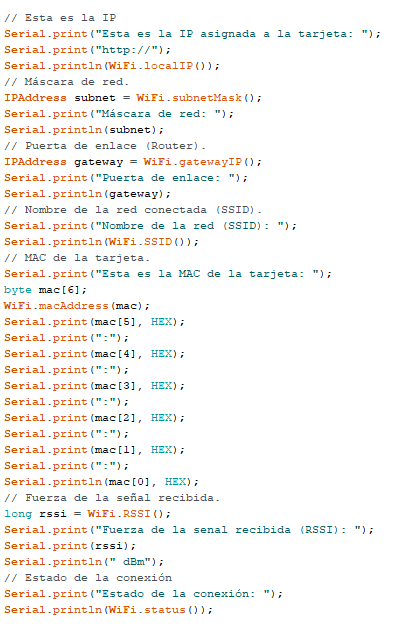 // Esta es la IP
Serial.print("Esta es la IP asignada a la tarjeta: ");
Serial.print("http://");
Serial.println(WiFi.localIP());
// Máscara de red.
IPAddress subnet = WiFi.subnetMask();
Serial.print("Máscara de red: ");
Serial.println(subnet);
// Puerta de enlace (Router).
IPAddress gateway = WiFi.gatewayIP();
Serial.print("Puerta de enlace: ");
Serial.println(gateway);
// Nombre de la red conectada (SSID).
Serial.print("Nombre de la red (SSID): ");
Serial.println(WiFi.SSID());
// MAC de la tarjeta.
Serial.print("Esta es la MAC de la tarjeta: ");
byte mac[6];
WiFi.macAddress(mac);
Serial.print(mac[5], HEX);
Serial.print(":");
Serial.print(mac[4], HEX);
Serial.print(":");
Serial.print(mac[3], HEX);
Serial.print(":");
Serial.print(mac[2], HEX);
Serial.print(":");
Serial.print(mac[1], HEX);
Serial.print(":");
Serial.println(mac[0], HEX);
// Fuerza de la señal recibida.
long rssi = WiFi.RSSI();
Serial.print("Fuerza de la senal recibida (RSSI): ");
Serial.print(rssi);
Serial.println(" dBm");
// Estado de la conexión
Serial.print("Estado de la conexión: ");
Serial.println(WiFi.status());